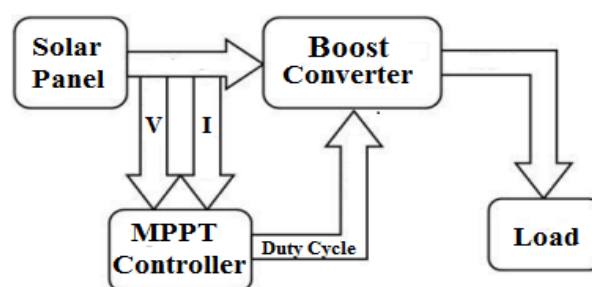 Solar
Panel
Boost
Converter
V
I
MPPT
Controller
Duty Cycle
Load